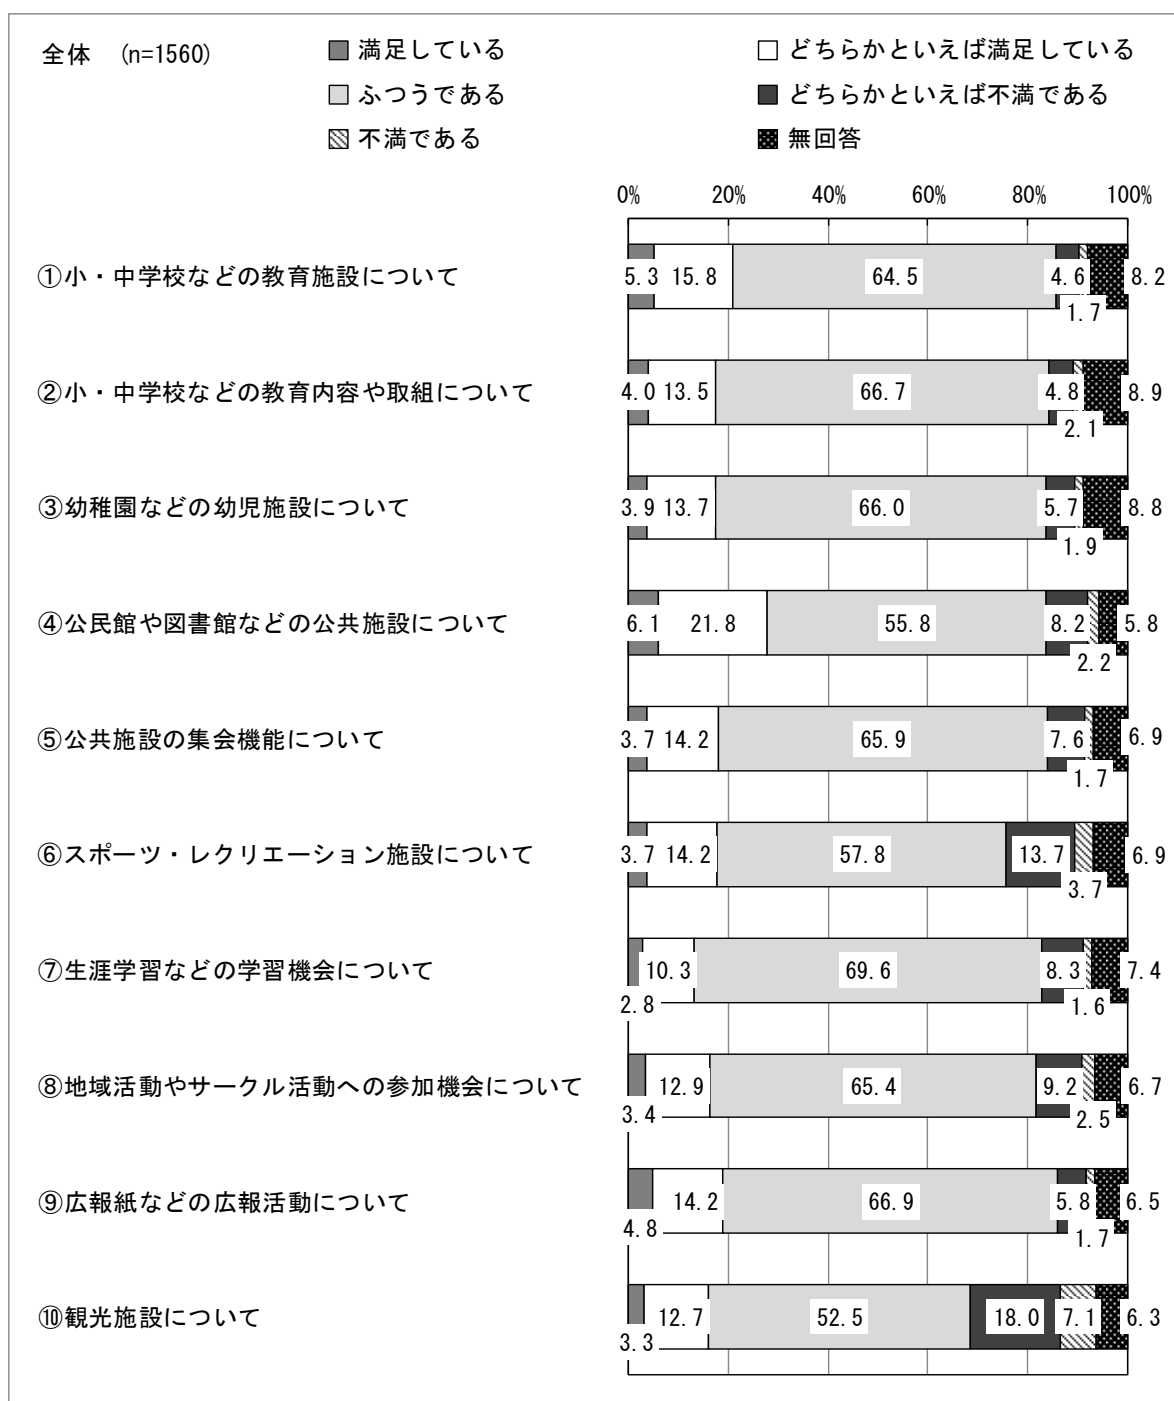 全体 (n=1560)
満足している
どちらかといえば満足している
ふつうである
どちらかといえば不満である
不満である
無回答
0% 20% 40% 60% 80% 100%
①小・中学校などの教育施設について
5.3 15.8 64.5 4.6 8.2
1.7
②小・中学校などの教育内容や取組について
4.0 13.5 66.7 4.8 8.9
2.1
③幼稚園などの幼児施設について
3.9 13.7 66.0 5.7 8.8
1.9
④公民館や図書館などの公共施設について
6.1 21.8 55.8 8.2 5.8
2.2
⑤公共施設の集会機能について
3.7 14.2 65.9 7.6 6.9
1.7
⑥スポーツ・レクリエーション施設について
3.7 14.2 57.8 13.7 6.9
3.7
⑦生涯学習などの学習機会について
10.3 69.6 8.3 7.4
2.8 1.6
⑧地域活動やサークル活動への参加機会について
12.9 65.4 9.2 6.7
3.4 2.5
⑨広報紙などの広報活動について
14.2 66.9 5.8 6.5
4.8 1.7
⑩観光施設について
12.7 52.5 18.0 7.1 6.3
3.3